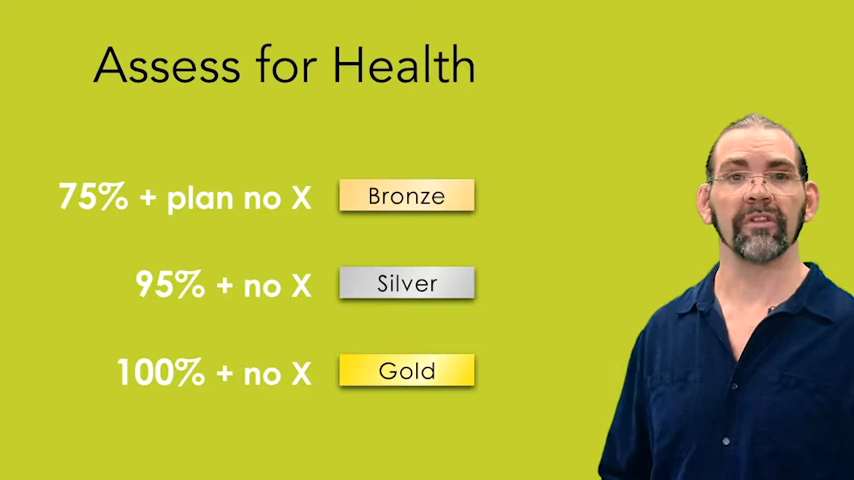 Assess for Health
75% + plan no X Bronze
95% + no X Silver
100% + no X Gold